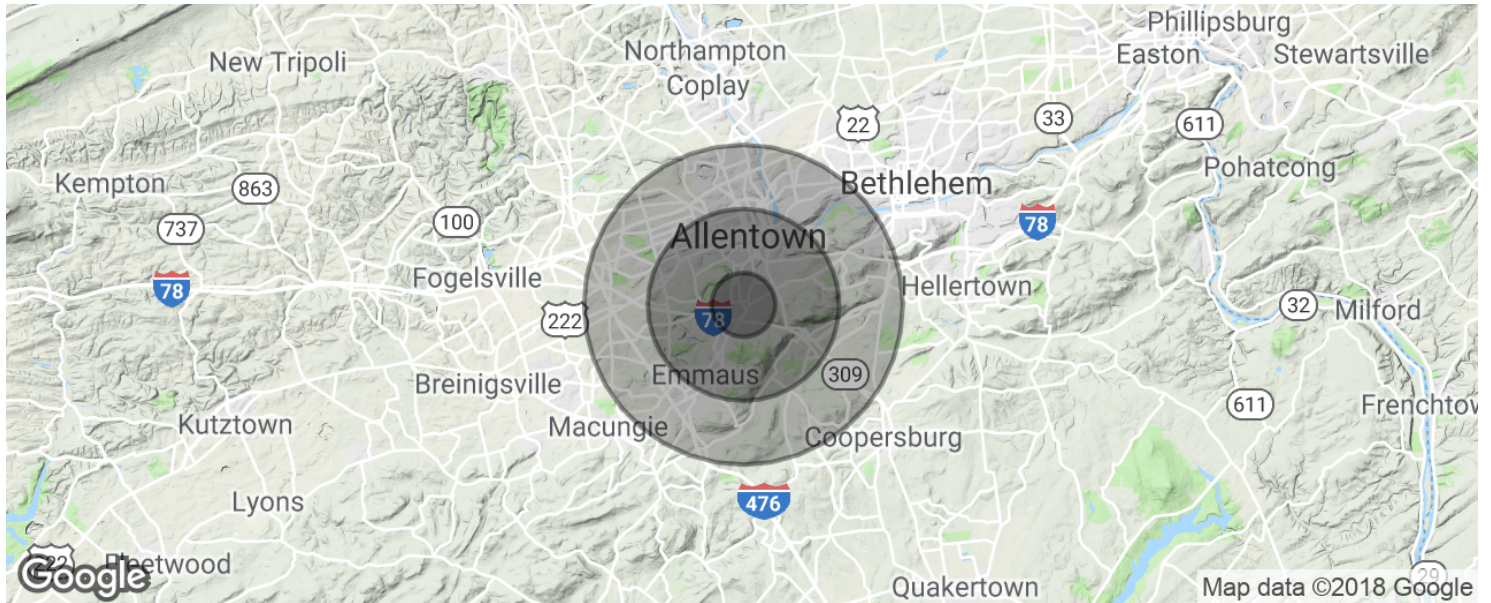 Phillipsburg
Easton
Stewartsville
New Tripoli
Northampton
Coplay
22
33
611
Kempton
863
Bethlehem
Pohatcong
737
100
78
Allentown
Fogelsville
Hellertown
78
222
78
32
Milford
Breinigsville
Emmaus
309
611
Frenchtow
Kutztown
Macungie
Coopersburg
Lyons
476
222
Fleetwood
Google
Quakertown
29
Map data ©2018 Google